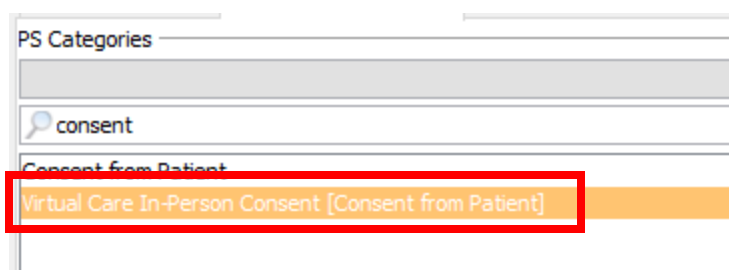 PS Categories
consent
Consent from Patient
Virtual Care In-Person Consent [Consent from Patient]